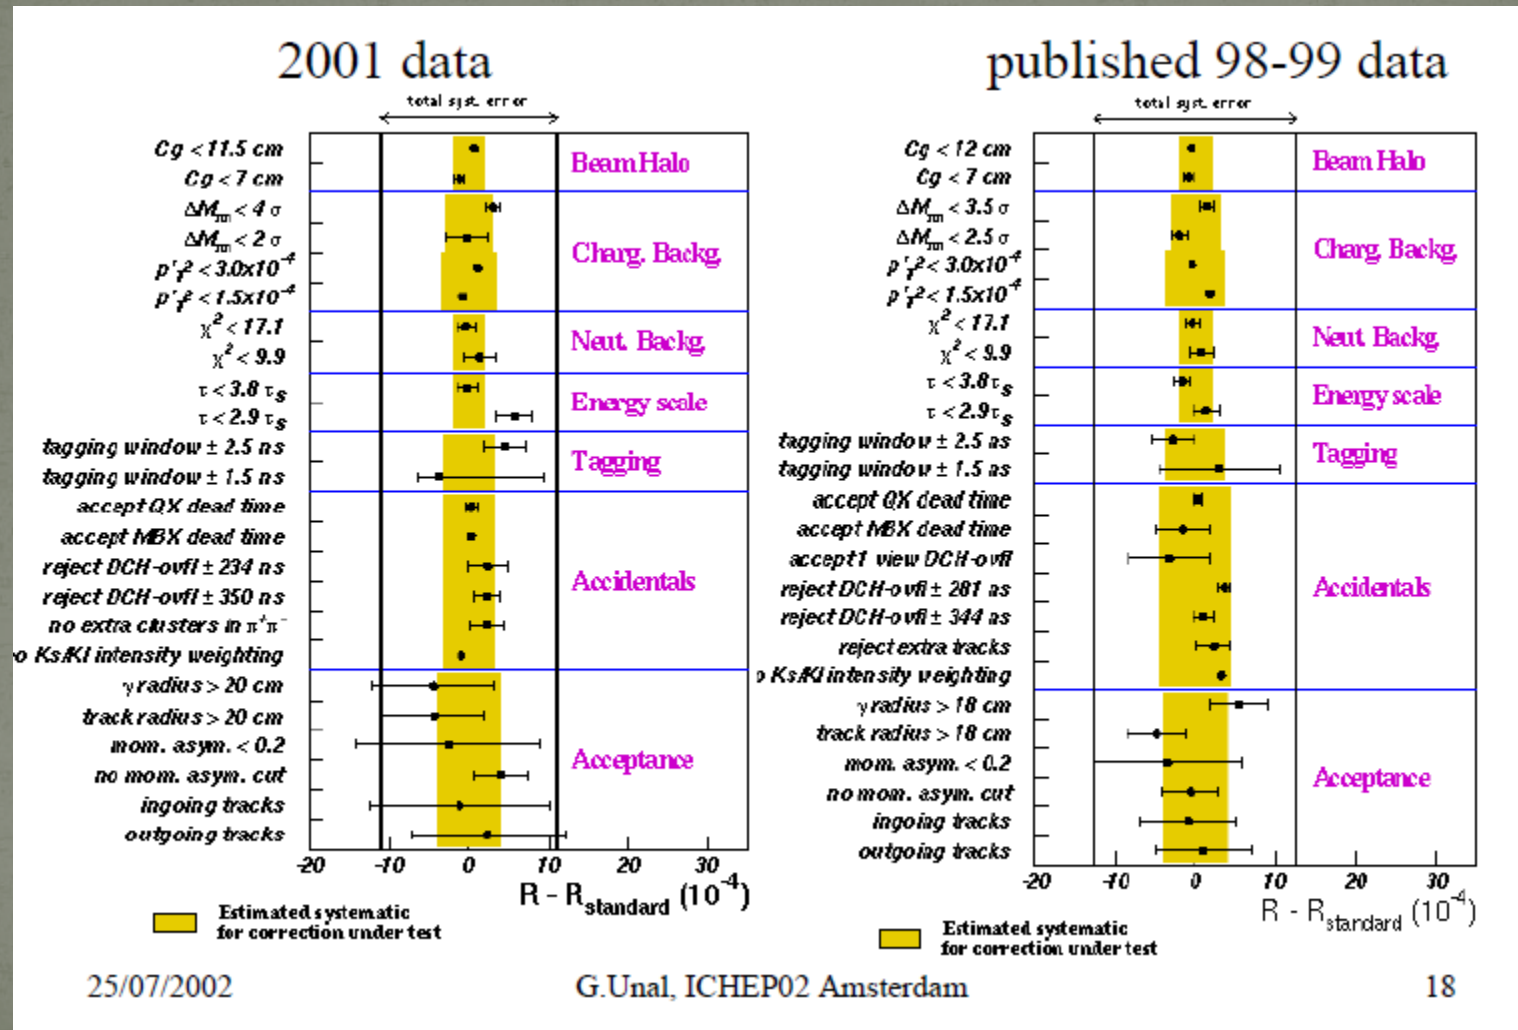 2001 data
total syst. error
Cg < 11.5 cm
Cg < 7 cm
ΔMππ < 4 σ
ΔMππ < 2 σ
p'T² < 3.0x10⁻⁴
p'T² < 1.5x10⁻⁴
χ² < 17.1
χ² < 9.9
τ < 3.8 τS
τ < 2.9 τS
tagging window ± 2.5 ns
tagging window ± 1.5 ns
accept QX dead time
accept MBX dead time
reject DCH-ovfl ± 234 ns
reject DCH-ovfl ± 350 ns
no extra clusters in π⁺π⁻
o Ks/Kl intensity weighting
γ radius > 20 cm
track radius > 20 cm
mom. asym. < 0.2
no mom. asym. cut
ingoing tracks
outgoing tracks
Beam Halo
Charg. Backg.
Neut. Backg.
Energy scale
Tagging
Accidentals
Acceptance
-20 -10 0 10 20 30
R - Rstandard (10⁻⁴)
Estimated systematic
for correction under test
published 98-99 data
total syst. error
Cg < 12 cm
Cg < 7 cm
ΔMππ < 3.5 σ
ΔMππ < 2.5 σ
p'T² < 3.0x10⁻⁴
p'T² < 1.5x10⁻⁴
χ² < 17.1
χ² < 9.9
τ < 3.8τS
τ < 2.9τS
tagging window ± 2.5 ns
tagging window ± 1.5 ns
accept QX dead time
accept MBX dead time
accept 1 view DCH-ovfl
reject DCH-ovfl ± 281 ns
reject DCH-ovfl ± 344 ns
reject extra tracks
o Ks/Kl intensity weighting
γ radius > 18 cm
track radius > 18 cm
mom. asym. < 0.2
no mom. asym. cut
ingoing tracks
outgoing tracks
Beam Halo
Charg. Backg.
Neut. Backg.
Energy scale
Tagging
Accidentals
Acceptance
-20 -10 0 10 20 30
R - Rstandard (10⁻⁴)
Estimated systematic
for correction under test
25/07/2002
G.Unal, ICHEP02 Amsterdam
18